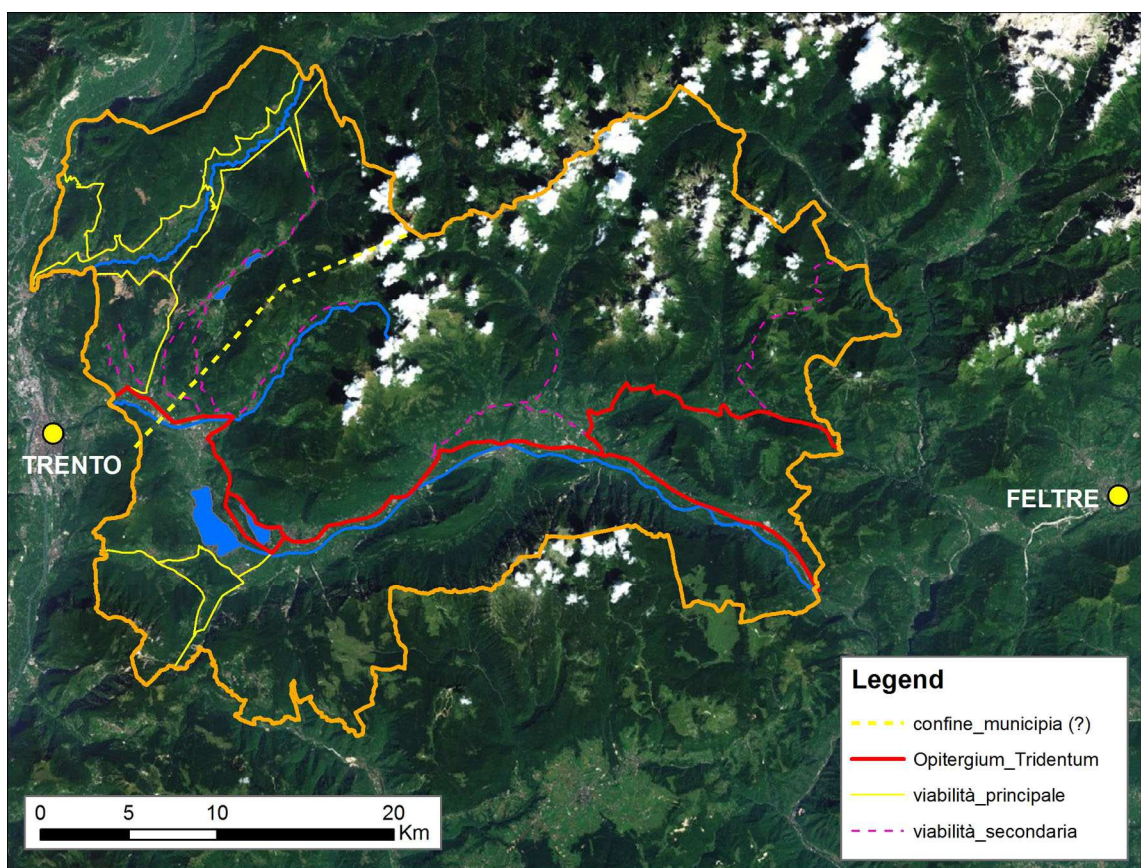 TRENTO
FELTRE
Legend
confine_municipia (?)
Opitergium_Tridentum
viabilità_principale
viabilità_secondaria
0 5 10 20
Km